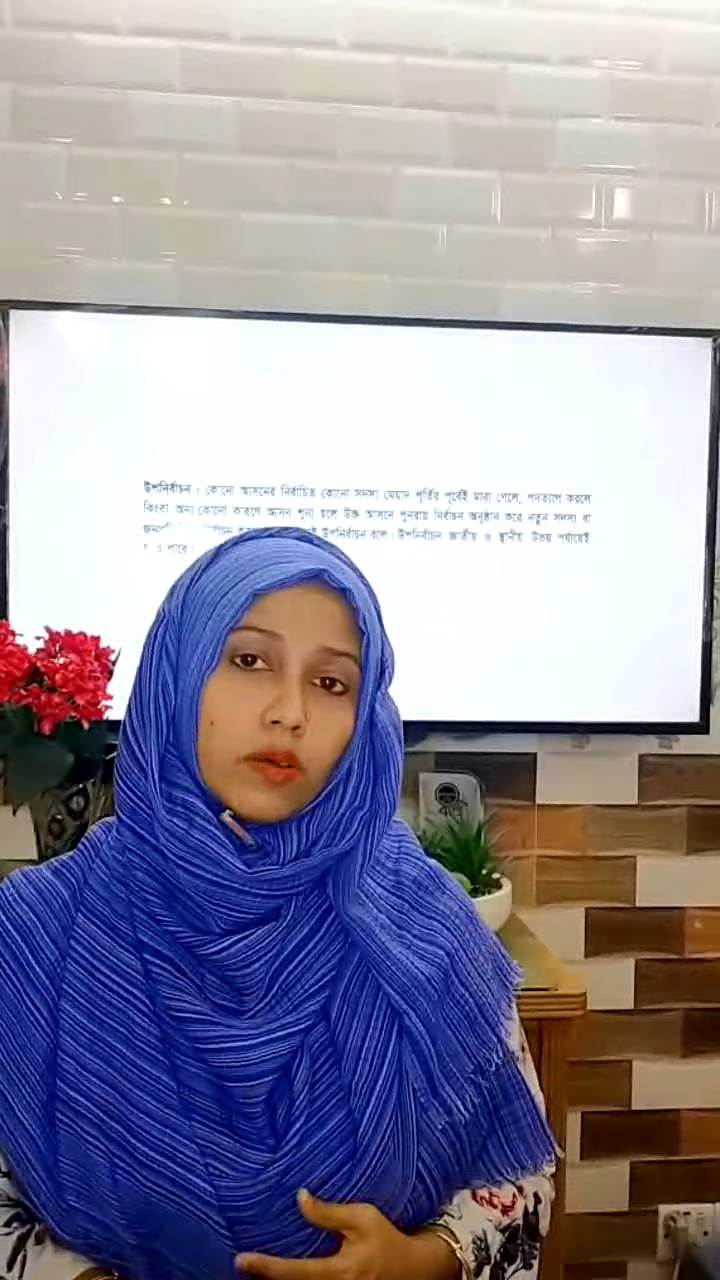 উপনির্বাচন : কোনো আসনের নির্বাচিত কোনো সদস্য মেয়াদ পূর্তির পূর্বেই মারা গেলে, পদত্যাগ করলে
কিংবা অন্য কোনো কারণে আসন শূন্য হলে উক্ত আসনে পুনরায় নির্বাচন অনুষ্ঠান করে নতুন সদস্য বা
উপনির্বাচন বলে। উপনির্বাচন জাতীয় ও স্থানীয় উভয় পর্যায়েই
পারে।